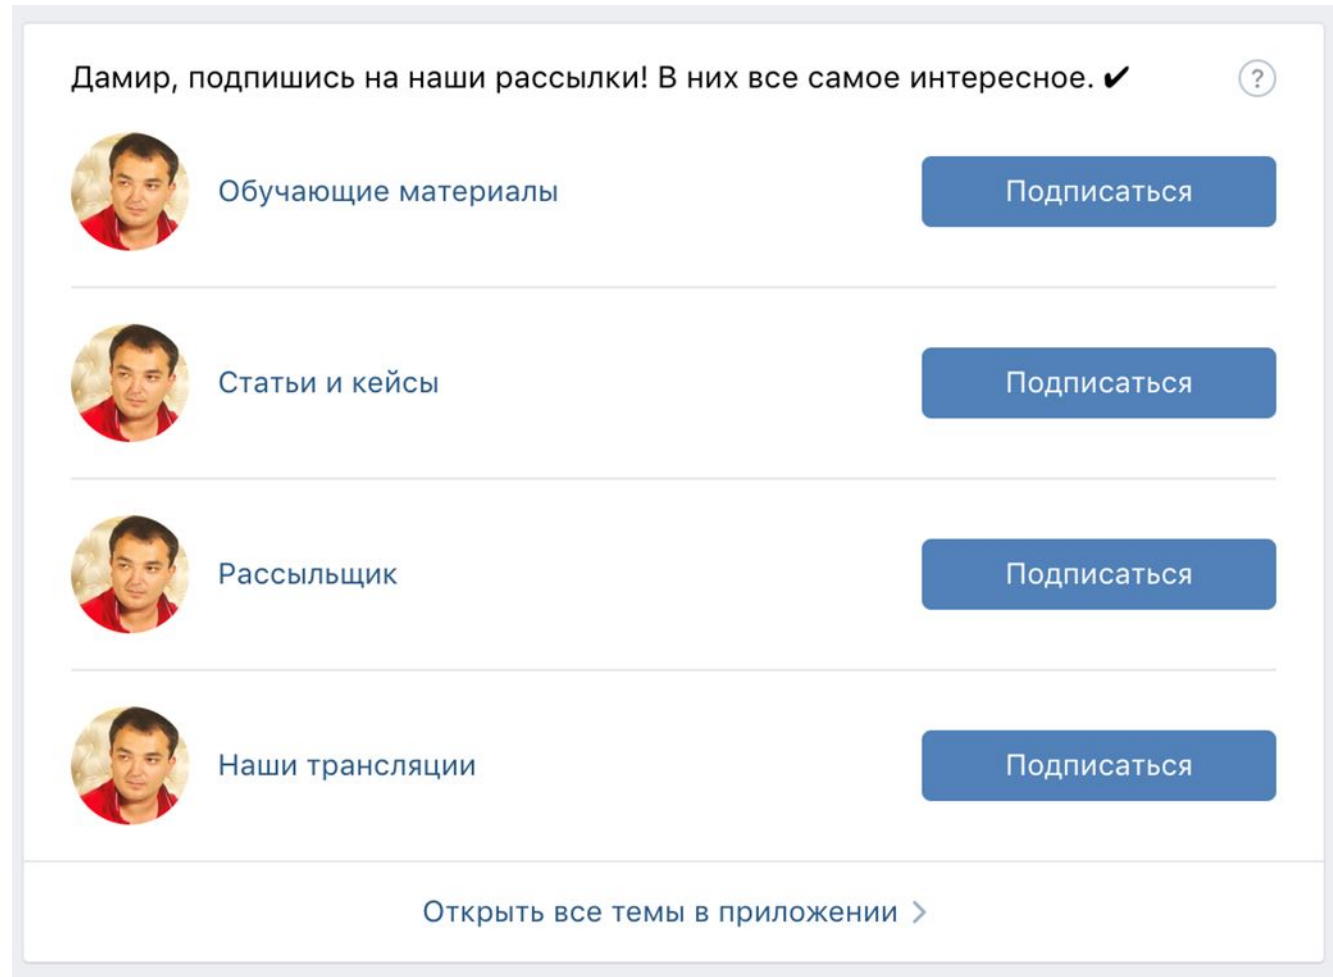 Дамир, подпишись на наши рассылки! В них все самое интересное. ✔
?
Обучающие материалы
Подписаться
Статьи и кейсы
Подписаться
Рассыльщик
Подписаться
Наши трансляции
Подписаться
Открыть все темы в приложении >